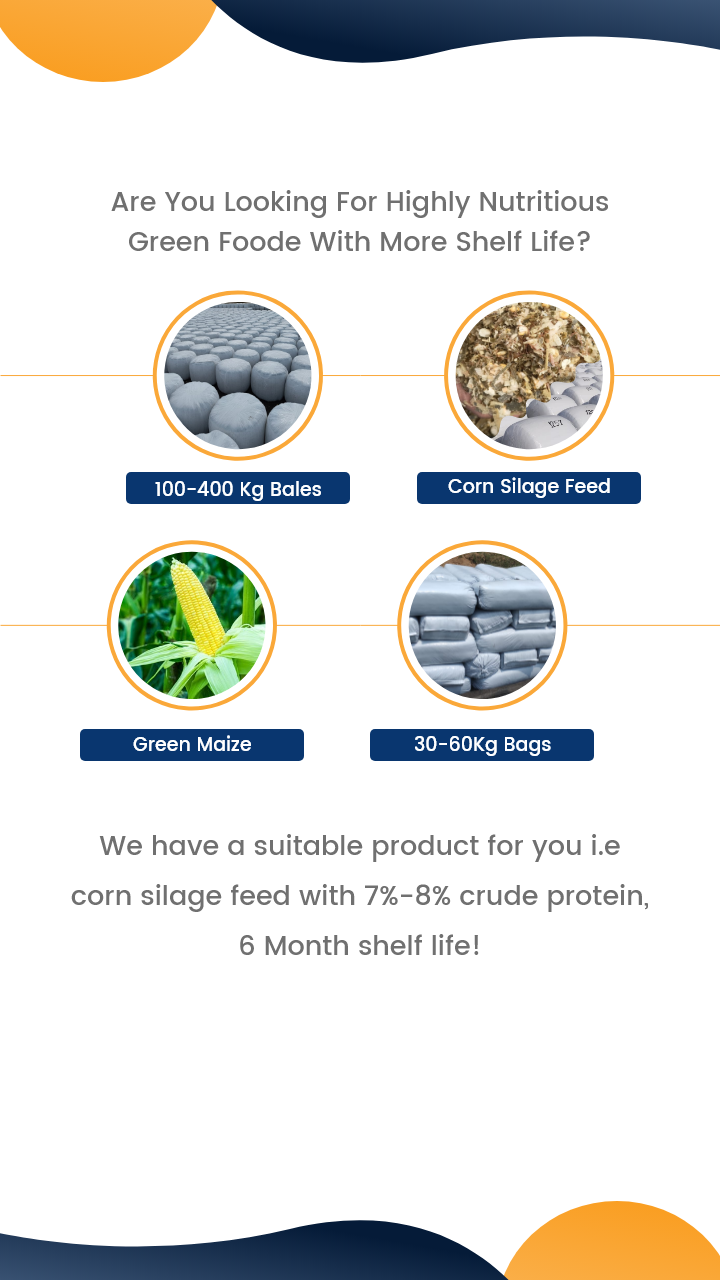 Are You Looking For Highly Nutritious
Green Foode With More Shelf Life?
100-400 Kg Bales
Corn Silage Feed
Green Maize
30-60Kg Bags
We have a suitable product for you i.e
corn silage feed with 7%-8% crude protein,
6 Month shelf life!